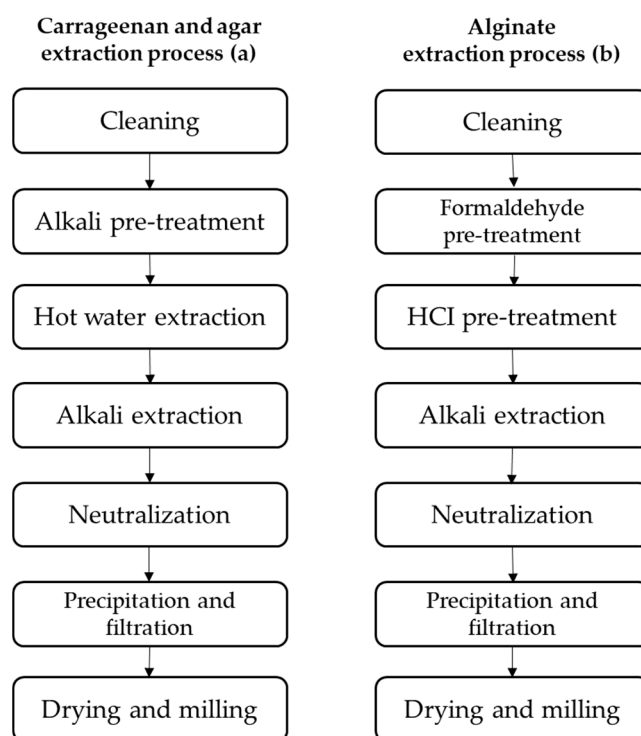 Carrageenan and agar
extraction process (a)
Cleaning
Alkali pre-treatment
Hot water extraction
Alkali extraction
Neutralization
Precipitation and
filtration
Drying and milling
Alginate
extraction process (b)
Cleaning
Formaldehyde
pre-treatment
HCI pre-treatment
Alkali extraction
Neutralization
Precipitation and
filtration
Drying and milling